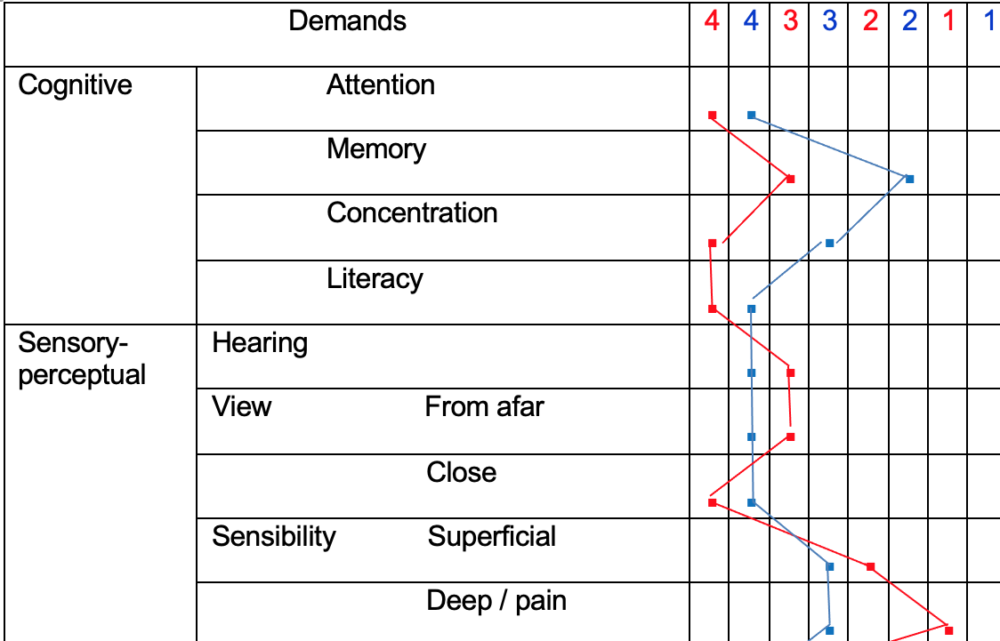 Demands 4 4 3 3 2 2 1 1
Cognitive Attention
Memory
Concentration
Literacy
Sensory- Hearing
perceptual
View From afar
Close
Sensibility Superficial
Deep / pain